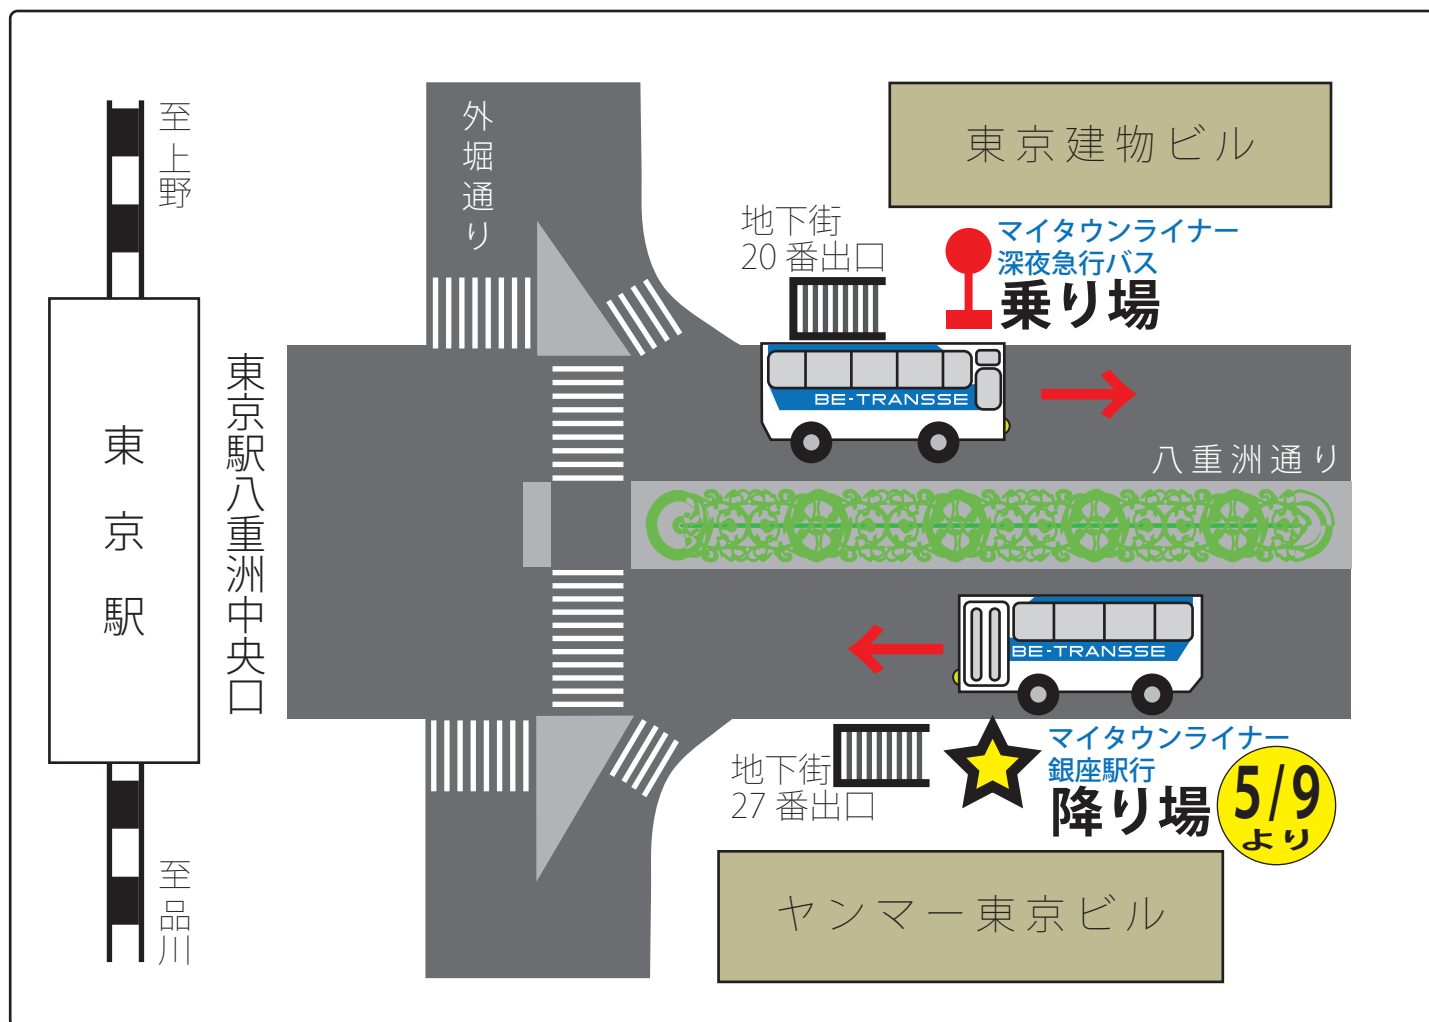 至上野
外堀通り
東京建物ビル
地下街
20番出口
マイタウンライナー
深夜急行バス
乗り場
BE-TRANSSE
八重洲通り
東京駅
東京駅八重洲中央口
BE-TRANSSE
地下街
27番出口
マイタウンライナー
銀座駅行
降り場
5/9
より
ヤンマー東京ビル
至品川